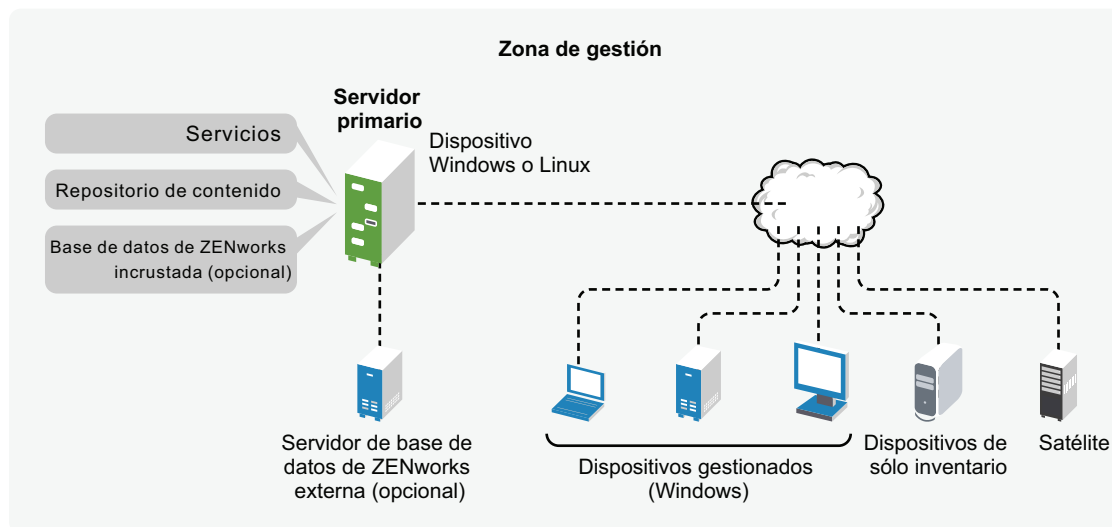 Zona de gestión
Servidor
primario
Dispositivo
Windows o Linux
Servicios
Repositorio de contenido
Base de datos de ZENworks
incrustada (opcional)
Servidor de base de
datos de ZENworks
externa (opcional)
Dispositivos gestionados
(Windows)
Dispositivos de
sólo inventario
Satélite